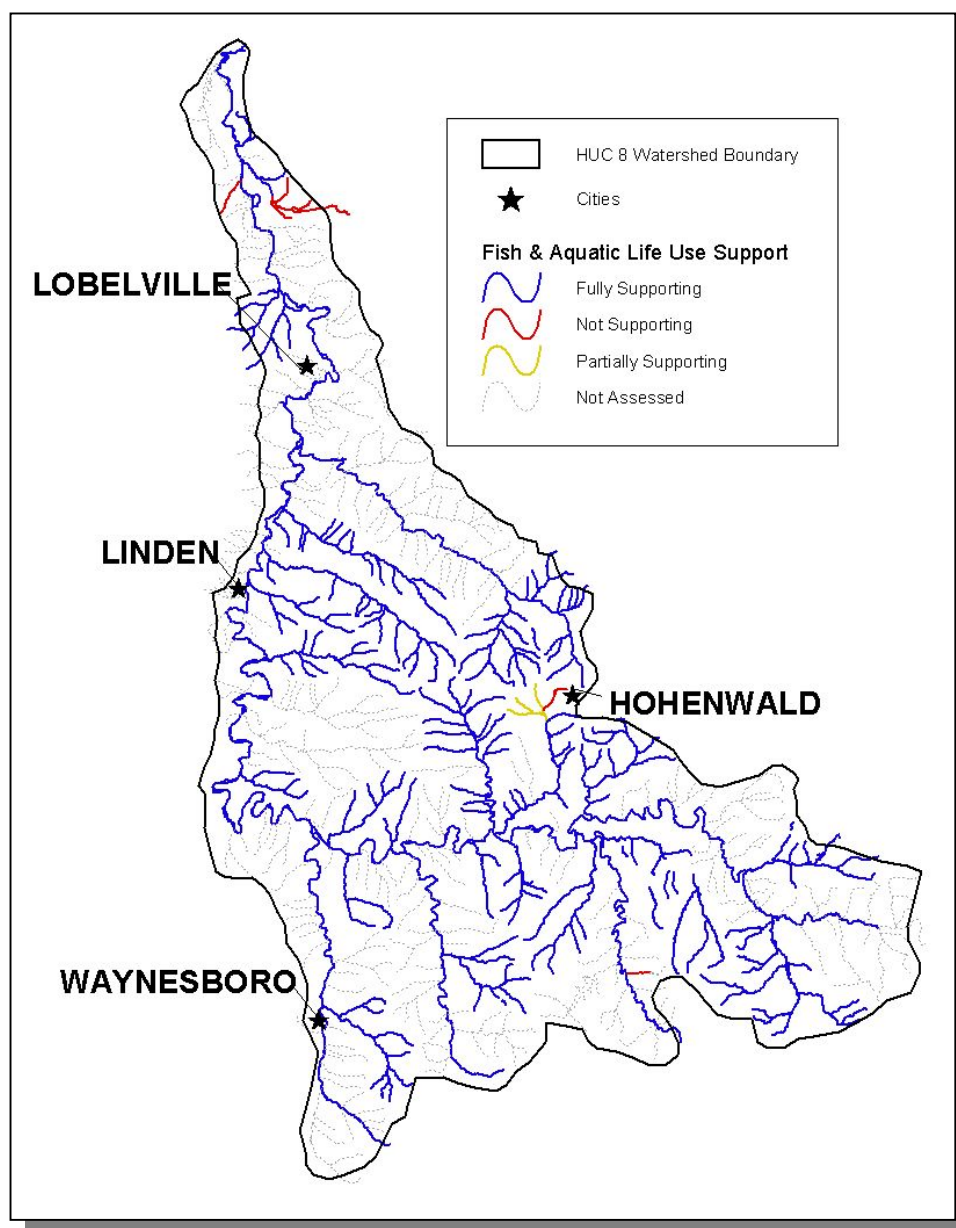 HUC 8 Watershed Boundary
Cities
Fish & Aquatic Life Use Support
Fully Supporting
Not Supporting
Partially Supporting
Not Assessed
LOBELVILLE
LINDEN
HOHENWALD
WAYNESBORO